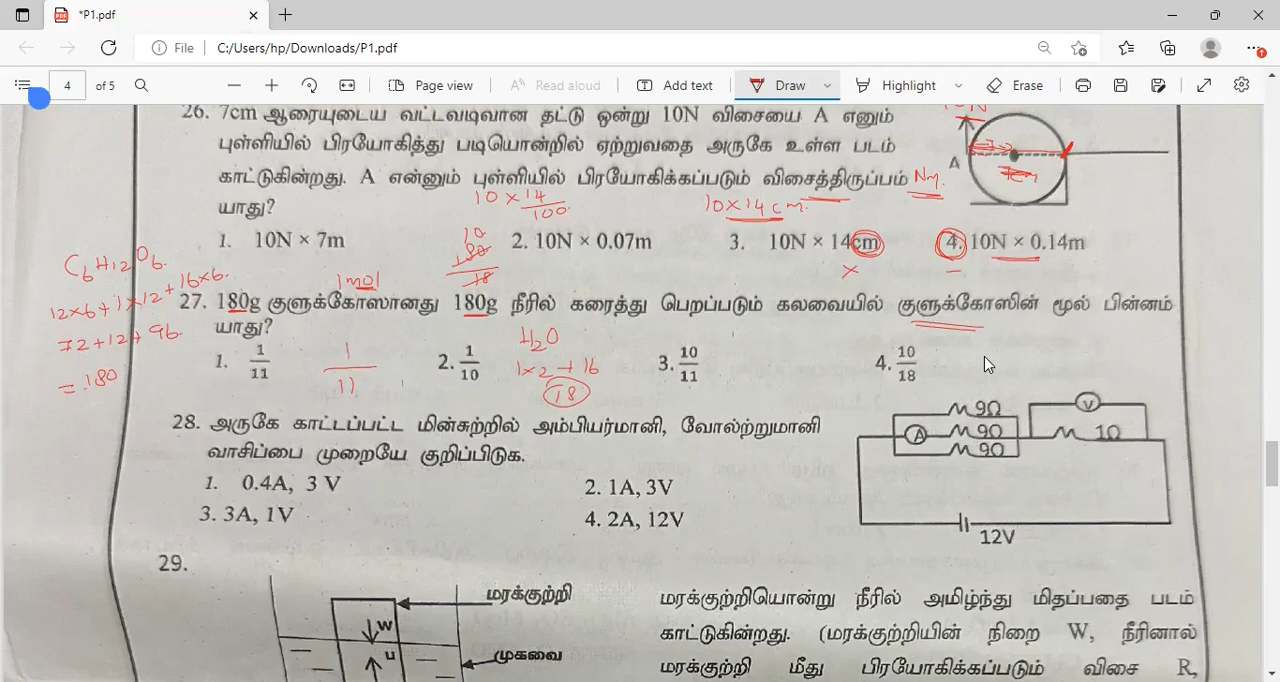 *P1.pdf
File C:/Users/hp/Downloads/P1.pdf
4 of 5 Page view Read aloud Add text Draw Highlight Erase
26. 7cm ஆரையுடைய வட்டவடிவான தட்டு ஒன்று 10N விசையை A எனும்
புள்ளியில் பிரயோகித்து படியொன்றில் ஏற்றுவதை அருகே உள்ள படம்
காட்டுகின்றது. A என்னும் புள்ளியில் பிரயோகிக்கப்படும் விசைத்திருப்பம் Nm.
யாது?
10 × 14
100
10 × 14 cm.
A
1. 10N × 7m 2. 10N × 0.07m 3. 10N × 14cm 4. 10N × 0.14m
×
C6H12O6
12×6+1×12+16×6.
72+12+96.
=180
1mol
10
180
18
27. 180g குளுக்கோஸானது 180g நீரில் கரைத்து பெறப்படும் கலவையில் குளுக்கோஸின் மூல் பின்னம்
யாது?
1. 1/11 2. 1/10 3. 10/11 4. 10/18
1
11
H2O
1×2+16
18
28. அருகே காட்டப்பட்ட மின்சுற்றில் அம்பியர்மானி, வோல்ற்றுமானி
வாசிப்பை முறையே குறிப்பிடுக.
1. 0.4A, 3 V 2. 1A, 3V
3. 3A, 1V 4. 2A, 12V
9Ω V
A 9Ω 1Ω
9Ω
12V
29.
மரக்குற்றி
W
u
முகவை
மரக்குற்றியொன்று நீரில் அமிழ்ந்து மிதப்பதை படம்
காட்டுகின்றது. (மரக்குற்றியின் நிறை W, நீரினால்
மரக்குற்றி மீது பிரயோகிக்கப்படும் விசை R,